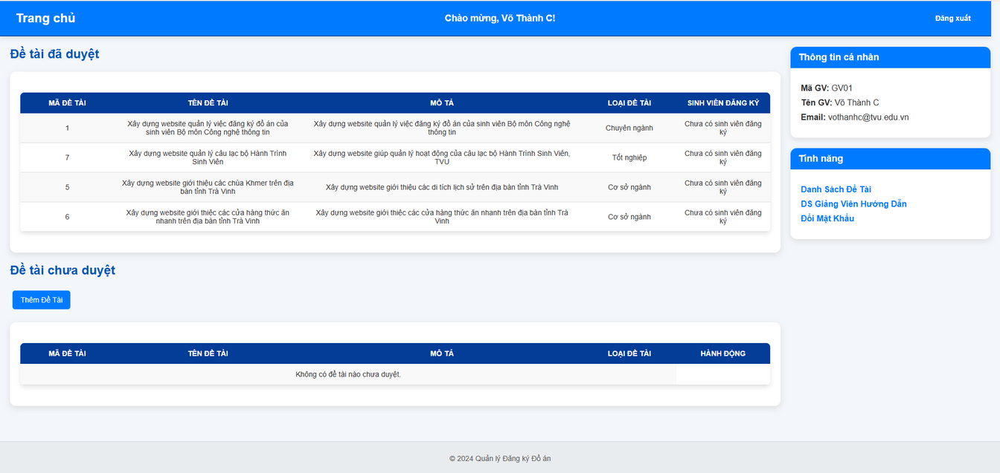 Trang chủ
Chào mừng, Võ Thành C!
Đăng xuất
Đề tài đã duyệt
MÃ ĐỀ TÀI TÊN ĐỀ TÀI MÔ TẢ LOẠI ĐỀ TÀI SINH VIÊN ĐĂNG KÝ
1
Xây dựng website quản lý việc đăng ký đồ án của
sinh viên Bộ môn Công nghệ thông tin
Xây dựng website quản lý việc đăng ký đồ án của sinh viên Bộ môn Công nghệ
thông tin
Chuyên ngành
Chưa có sinh viên đăng
ký
7
Xây dựng website quản lý câu lạc bộ Hành Trình
Sinh Viên
Xây dựng website giúp quản lý hoạt động của câu lạc bộ Hành Trình Sinh Viên,
TVU
Tốt nghiệp
Chưa có sinh viên đăng
ký
5
Xây dựng website giới thiệu các chùa Khmer trên địa
bàn tỉnh Trà Vinh
Xây dựng website giới thiệu các di tích lịch sử trên địa bàn tỉnh Trà Vinh
Cơ sở ngành
Chưa có sinh viên đăng
ký
6
Xây dựng website giới thiệc các cửa hàng thức ăn
nhanh trên địa bàn tỉnh Trà Vinh
Xây dựng website giới thiệc các cửa hàng thức ăn nhanh trên địa bàn tỉnh Trà
Vinh
Cơ sở ngành
Chưa có sinh viên đăng
ký
Đề tài chưa duyệt
Thêm Đề Tài
MÃ ĐỀ TÀI TÊN ĐỀ TÀI MÔ TẢ LOẠI ĐỀ TÀI HÀNH ĐỘNG
Không có đề tài nào chưa duyệt.
Thông tin cá nhân
Mã GV: GV01
Tên GV: Võ Thành C
Email: vothanhc@tvu.edu.vn
Tính năng
Danh Sách Đề Tài
DS Giảng Viên Hướng Dẫn
Đổi Mật Khẩu
© 2024 Quản lý Đăng ký Đồ án